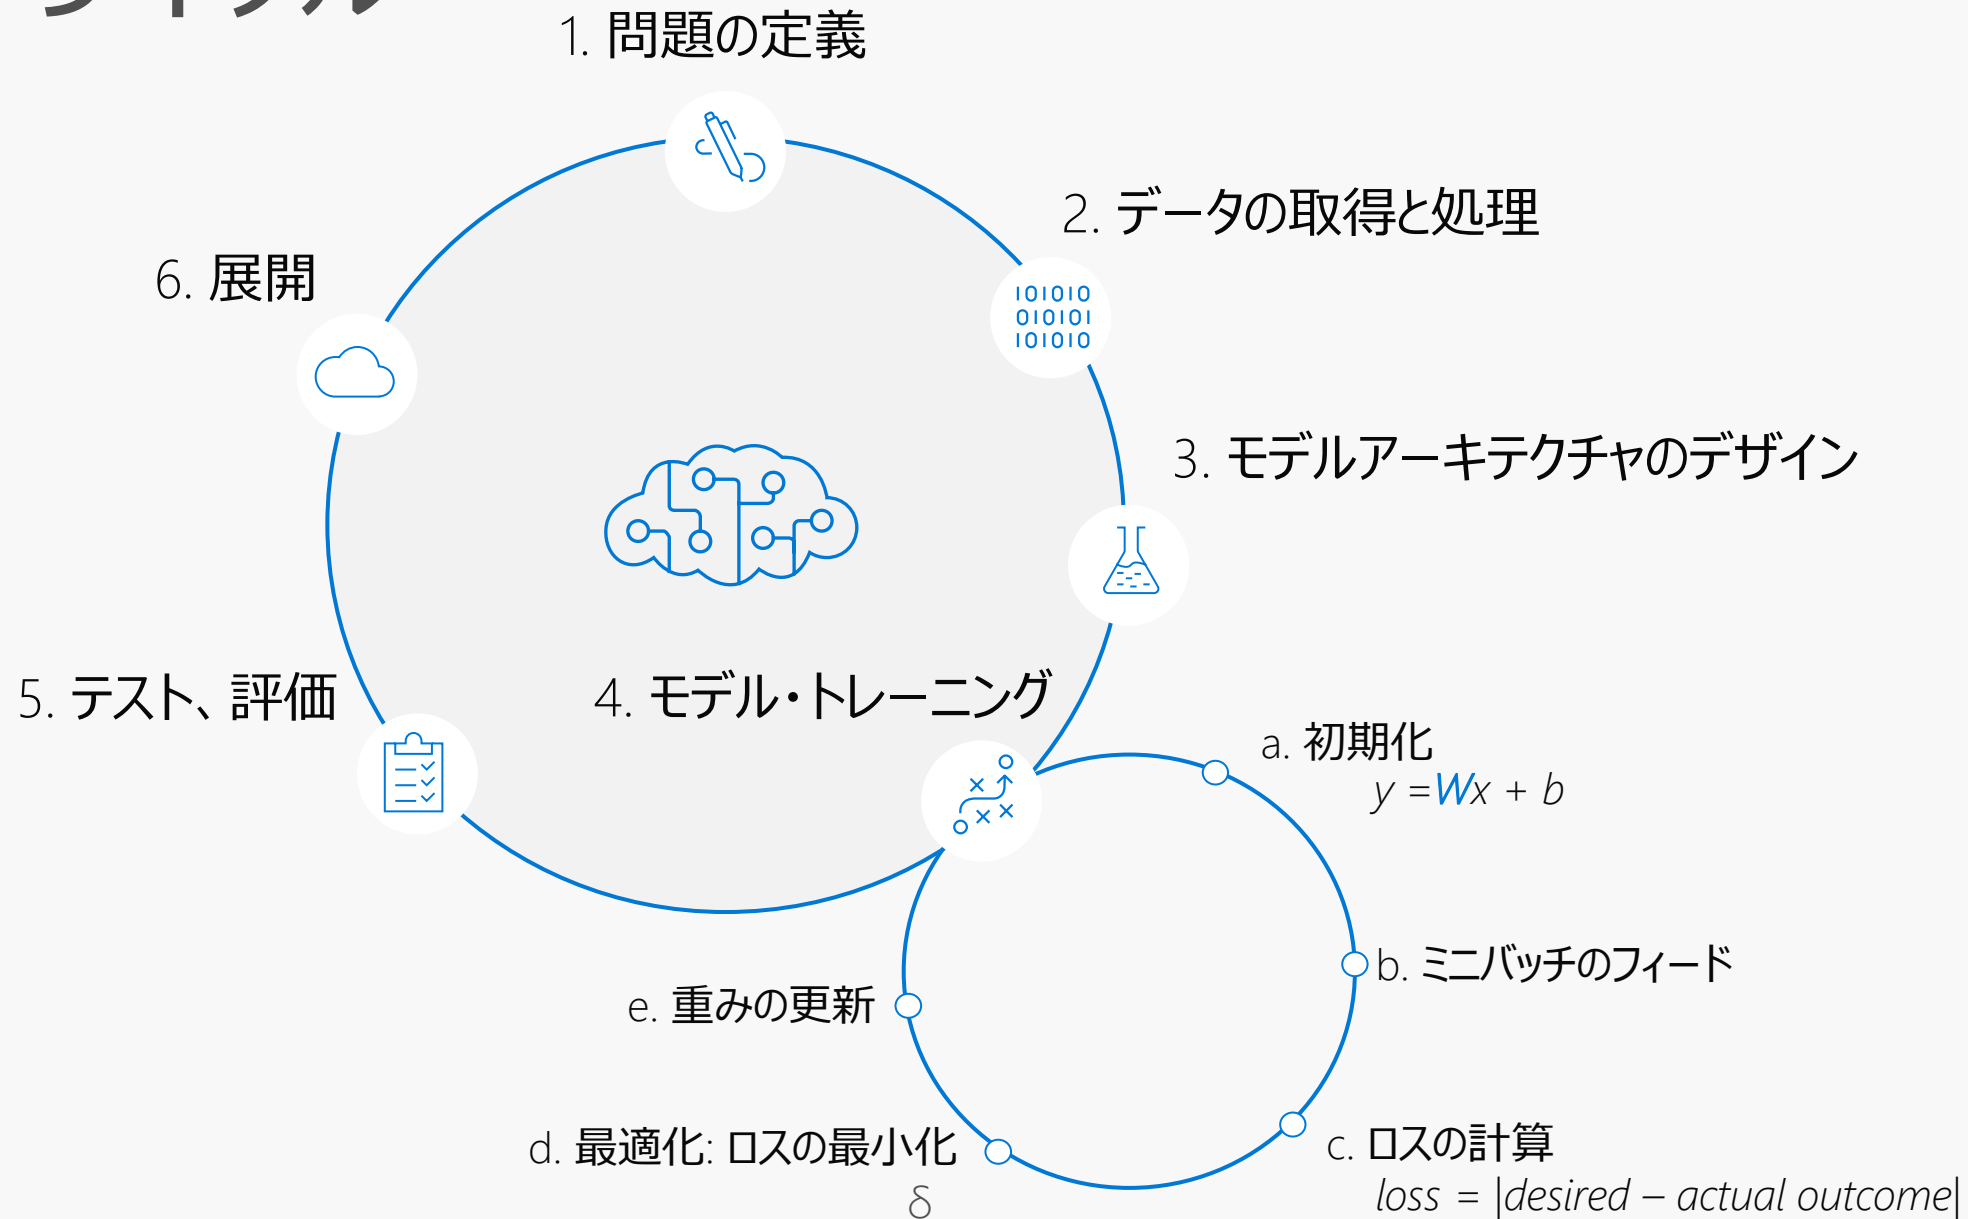 1. 問題の定義
2. データの取得と処理
6. 展開
101010
010101
101010
3. モデルアーキテクチャのデザイン
5. テスト、評価
4. モデル・トレーニング
a. 初期化
y =Wx + b
b. ミニバッチのフィード
e. 重みの更新
d. 最適化: ロスの最小化
δ
c. ロスの計算
loss = |desired – actual outcome|